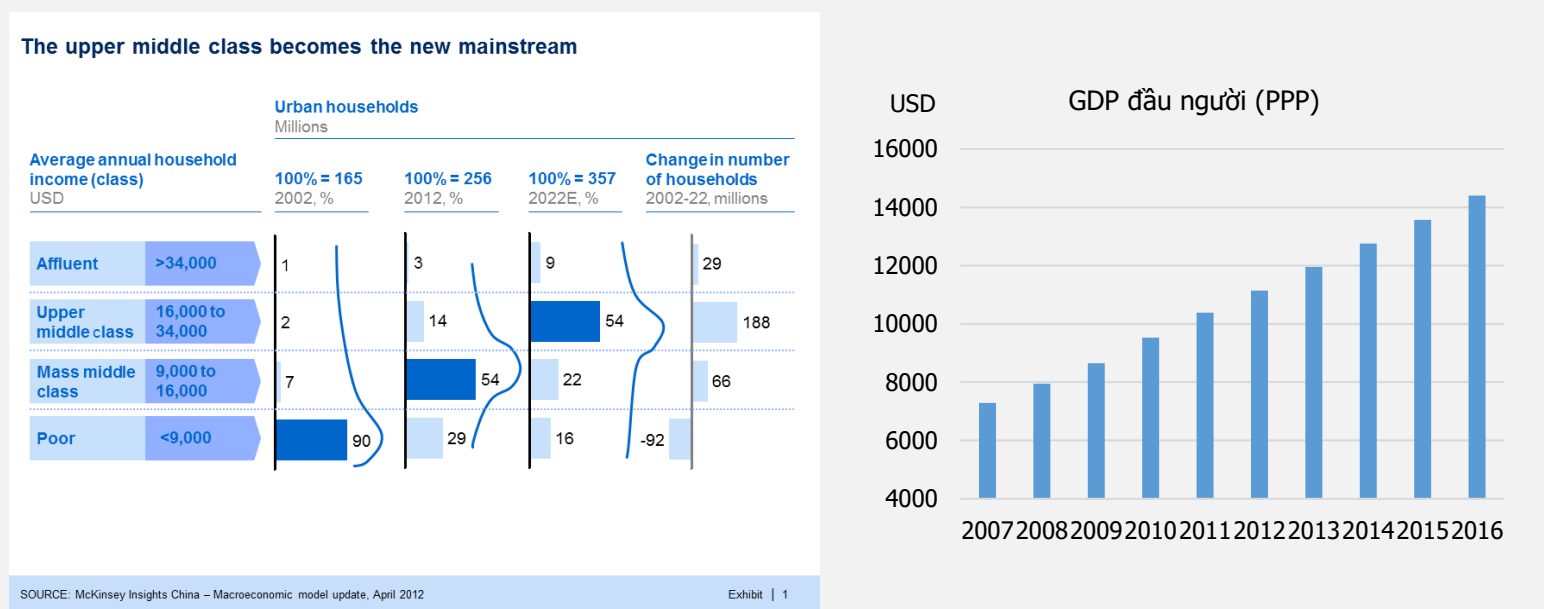 The upper middle class becomes the new mainstream
Urban households
Millions
Average annual household
income (class)
USD
100% = 165
2002, %
100% = 256
2012, %
100% = 357
2022E, %
Change in number
of households
2002-22, millions
Affluent
>34,000
1
3
9
29
Upper
middle class
16,000 to
34,000
2
14
54
188
Mass middle
class
9,000 to
16,000
7
54
22
66
Poor
<9,000
90
29
16
-92
SOURCE: McKinsey Insights China – Macroeconomic model update, April 2012
Exhibit | 1
USD
GDP đầu người (PPP)
16000
14000
12000
10000
8000
6000
4000
2007 2008 2009 2010 2011 2012 2013 2014 2015 2016